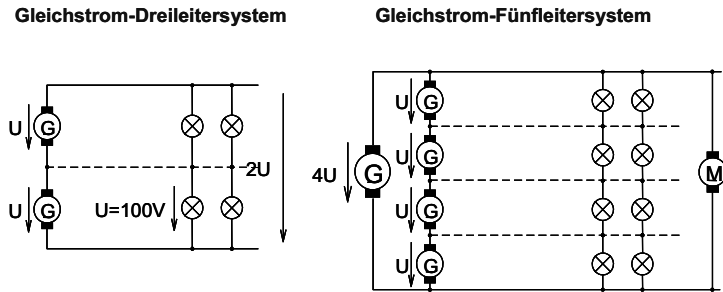 Gleichstrom-Dreileitersystem
U
G
U
G
U=100V
2U
Gleichstrom-Fünfleitersystem
4U
G
U
G
U
G
U
G
U
G
M